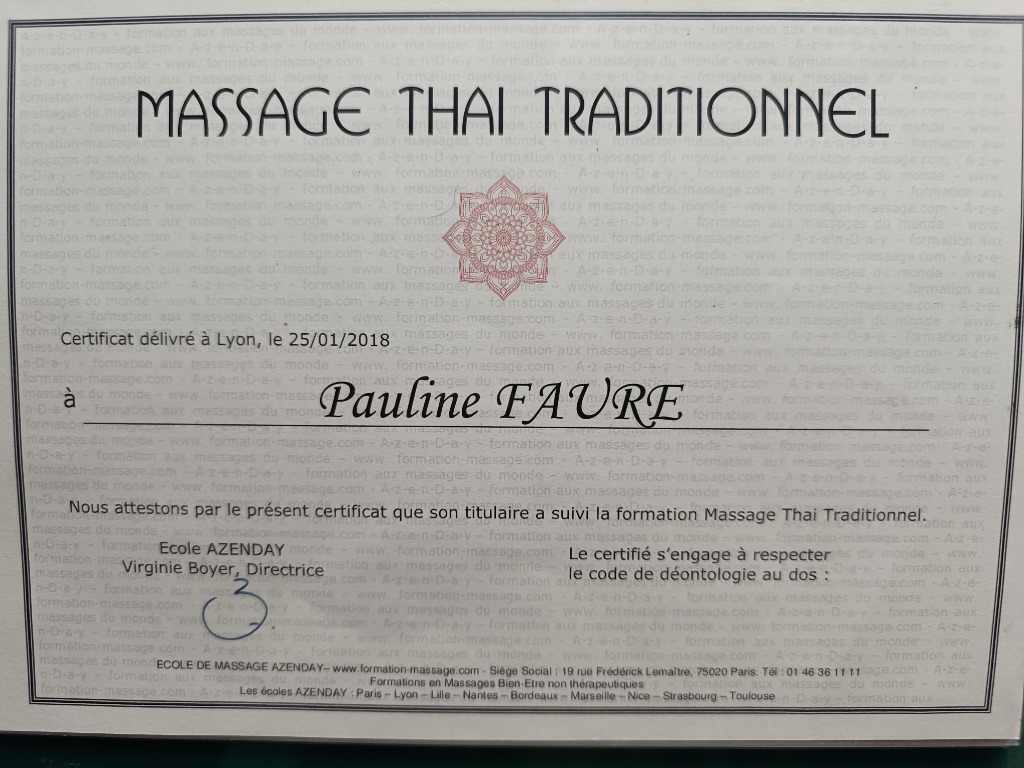 MASSAGE THAI TRADITIONNEL
Certificat délivré à Lyon, le 25/01/2018
à Pauline FAURE
Nous attestons par le présent certificat que son titulaire a suivi la formation Massage Thai Traditionnel.
Ecole AZENDAY
Virginie Boyer, Directrice
Le certifié s'engage à respecter
le code de déontologie au dos :
ECOLE DE MASSAGE AZENDAY– www.formation-massage.com - Siège Social : 19 rue Frédérick Lemaître, 75020 Paris. Tél : 01 46 36 11 11
Formations en Massages Bien-Etre non thérapeutiques
Les écoles AZENDAY : Paris – Lyon – Lille – Nantes – Bordeaux – Marseille – Nice – Strasbourg – Toulouse